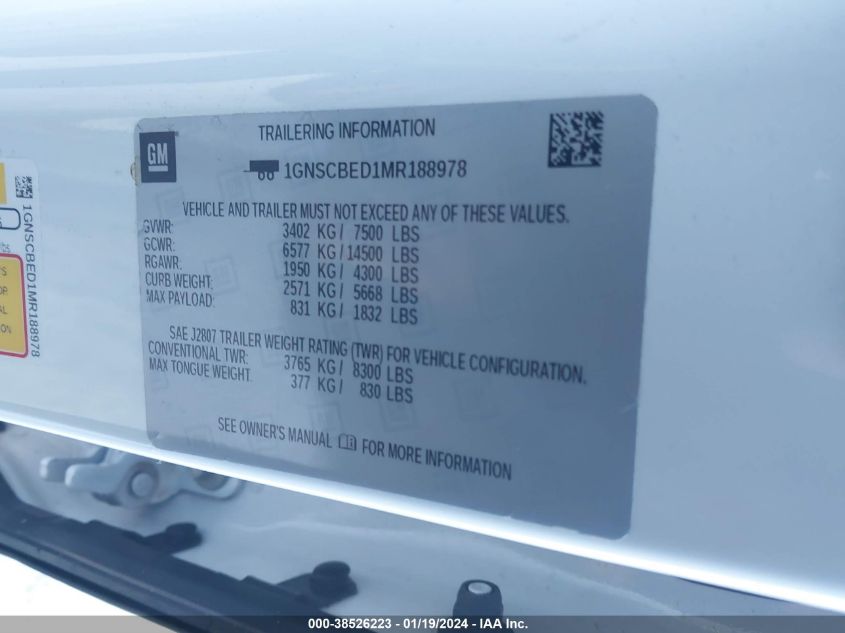 GM
TRAILERING INFORMATION
1GNSCBED1MR188978
VEHICLE AND TRAILER MUST NOT EXCEED ANY OF THESE VALUES.
GVWR: 3402 KG/ 7500 LBS
GCWR: 6577 KG/ 14500 LBS
RGAWR: 1950 KG/ 4300 LBS
CURB WEIGHT: 2571 KG/ 5668 LBS
MAX PAYLOAD: 831 KG/ 1832 LBS
SAE J2807 TRAILER WEIGHT RATING (TWR) FOR VEHICLE CONFIGURATION.
CONVENTIONAL TWR: 3765 KG/ 8300 LBS
MAX TONGUE WEIGHT. 377 KG/ 830 LBS
SEE OWNER'S MANUAL FOR MORE INFORMATION
1GNSCBED1MR188978
ON
000-38526223 - 01/19/2024 - IAA Inc.